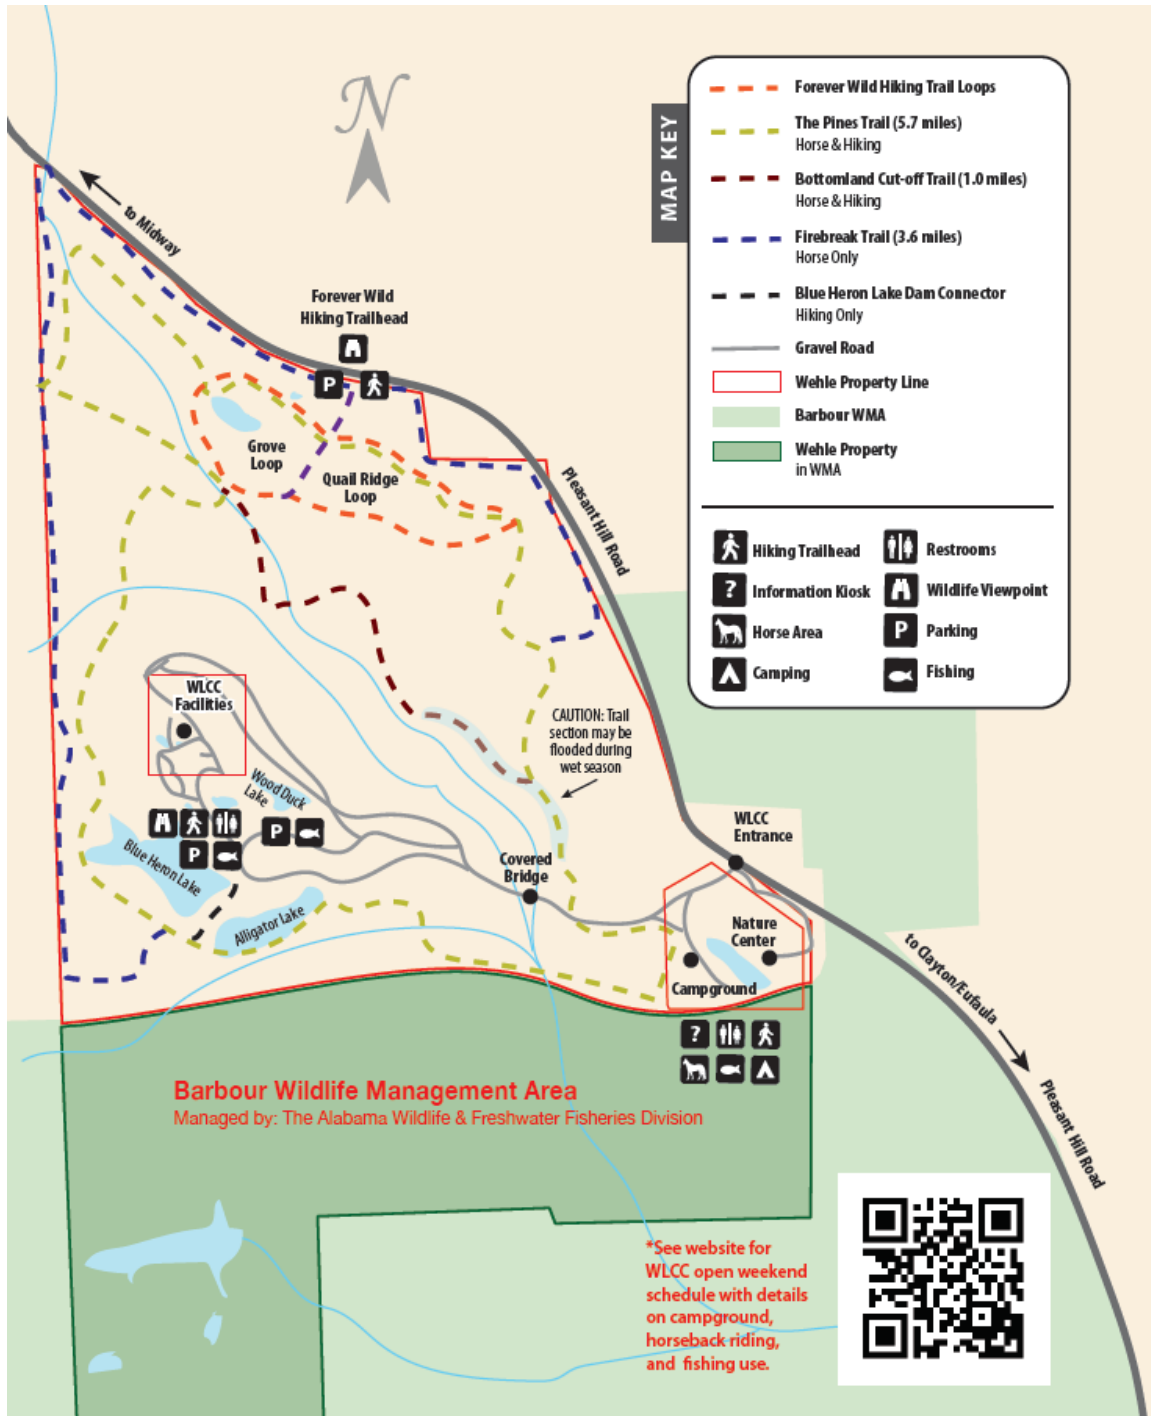 N
to Midway
Forever Wild
Hiking Trailhead
P
Grove
Loop
Quail Ridge
Loop
Pleasant Hill Road
MAP KEY
Forever Wild Hiking Trail Loops
The Pines Trail (5.7 miles)
Horse & Hiking
Bottomland Cut-off Trail (1.0 miles)
Horse & Hiking
Firebreak Trail (3.6 miles)
Horse Only
Blue Heron Lake Dam Connector
Hiking Only
Gravel Road
Wehle Property Line
Barbour WMA
Wehle Property
in WMA
Hiking Trailhead
Restrooms
?
Information Kiosk
Wildlife Viewpoint
Horse Area
P
Parking
Camping
Fishing
WLCC
Facilities
CAUTION: Trail
section may be
flooded during
wet season
Wood Duck
Lake
P
P
Blue Heron Lake
Alligator Lake
Covered
Bridge
WLCC
Entrance
Nature
Center
Campground
?
to Clayton/Eufaula
Pleasant Hill Road
Barbour Wildlife Management Area
Managed by: The Alabama Wildlife & Freshwater Fisheries Division
*See website for
WLCC open weekend
schedule with details
on campground,
horseback riding,
and fishing use.